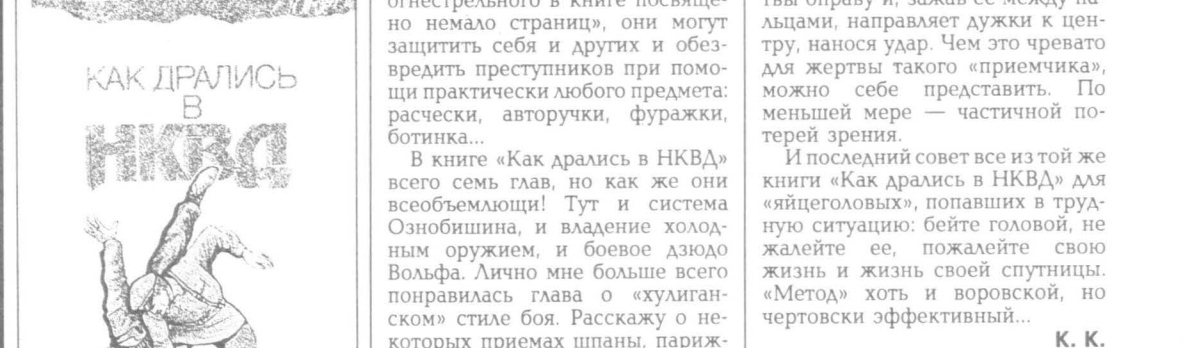 КАК ДРАЛИСЬ
В
НКВД
огнестрельного в книге посвяще-
но немало страниц», они могут
защитить себя и других и обез-
вредить преступников при помо-
щи практически любого предмета:
расчески, авторучки, фуражки,
ботинка...
В книге «Как дрались в НКВД»
всего семь глав, но как же они
всеобъемлющи! Тут и система
Ознобишина, и владение холод-
ным оружием, и боевое дзюдо
Вольфа. Лично мне больше всего
понравилась глава о «хулиган-
ском» стиле боя. Расскажу о не-
которых приемах шпаны, париж-
твы оправу и, зажав ее между па-
льцами, направляет дужки к цен-
тру, нанося удар. Чем это чревато
для жертвы такого «приемчика»,
можно себе представить. По
меньшей мере — частичной по-
терей зрения.
И последний совет все из той же
книги «Как дрались в НКВД» для
«яйцеголовых», попавших в труд-
ную ситуацию: бейте головой, не
жалейте ее, пожалейте свою
жизнь и жизнь своей спутницы.
«Метод» хоть и воровской, но
чертовски эффективный...
К. К.